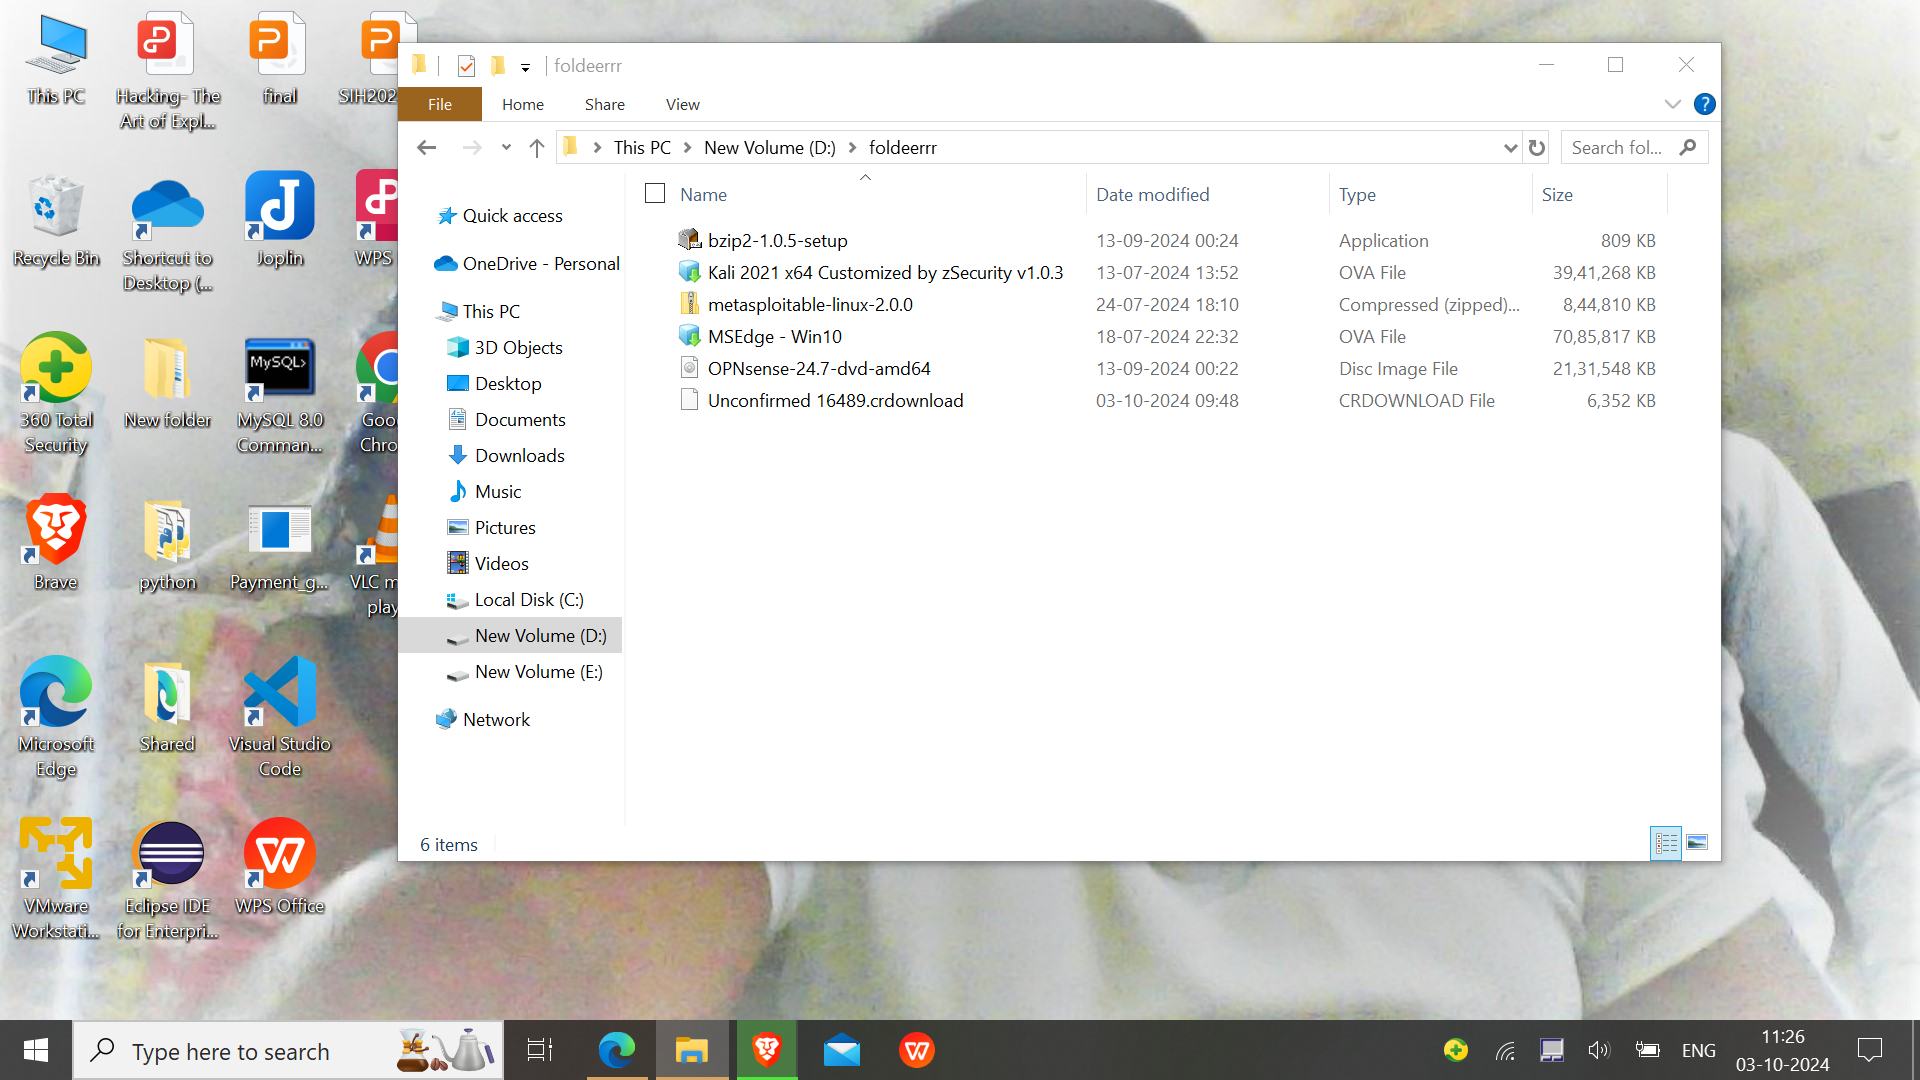 This PC
Hacking- The
Art of Expl...
final
SIH202
Recycle Bin
Shortcut to
Desktop (...
Joplin
WPS
360 Total
Security
New folder
MySQL>
MySQL 8.0
Comman...
Goo
Chro
Brave
python
Payment_g...
VLC m
play
Microsoft
Edge
Shared
Visual Studio
Code
VMware
Workstati...
Eclipse IDE
for Enterpri...
WPS Office
foldeerrr
File Home Share View
This PC New Volume (D:) foldeerrr
Search fol...
Quick access
OneDrive - Personal
This PC
3D Objects
Desktop
Documents
Downloads
Music
Pictures
Videos
Local Disk (C:)
New Volume (D:)
New Volume (E:)
Network
Name Date modified Type Size
bzip2-1.0.5-setup 13-09-2024 00:24 Application 809 KB
Kali 2021 x64 Customized by zSecurity v1.0.3 13-07-2024 13:52 OVA File 39,41,268 KB
metasploitable-linux-2.0.0 24-07-2024 18:10 Compressed (zipped)... 8,44,810 KB
MSEdge - Win10 18-07-2024 22:32 OVA File 70,85,817 KB
OPNsense-24.7-dvd-amd64 13-09-2024 00:22 Disc Image File 21,31,548 KB
Unconfirmed 16489.crdownload 03-10-2024 09:48 CRDOWNLOAD File 6,352 KB
6 items
Type here to search
ENG
11:26
03-10-2024